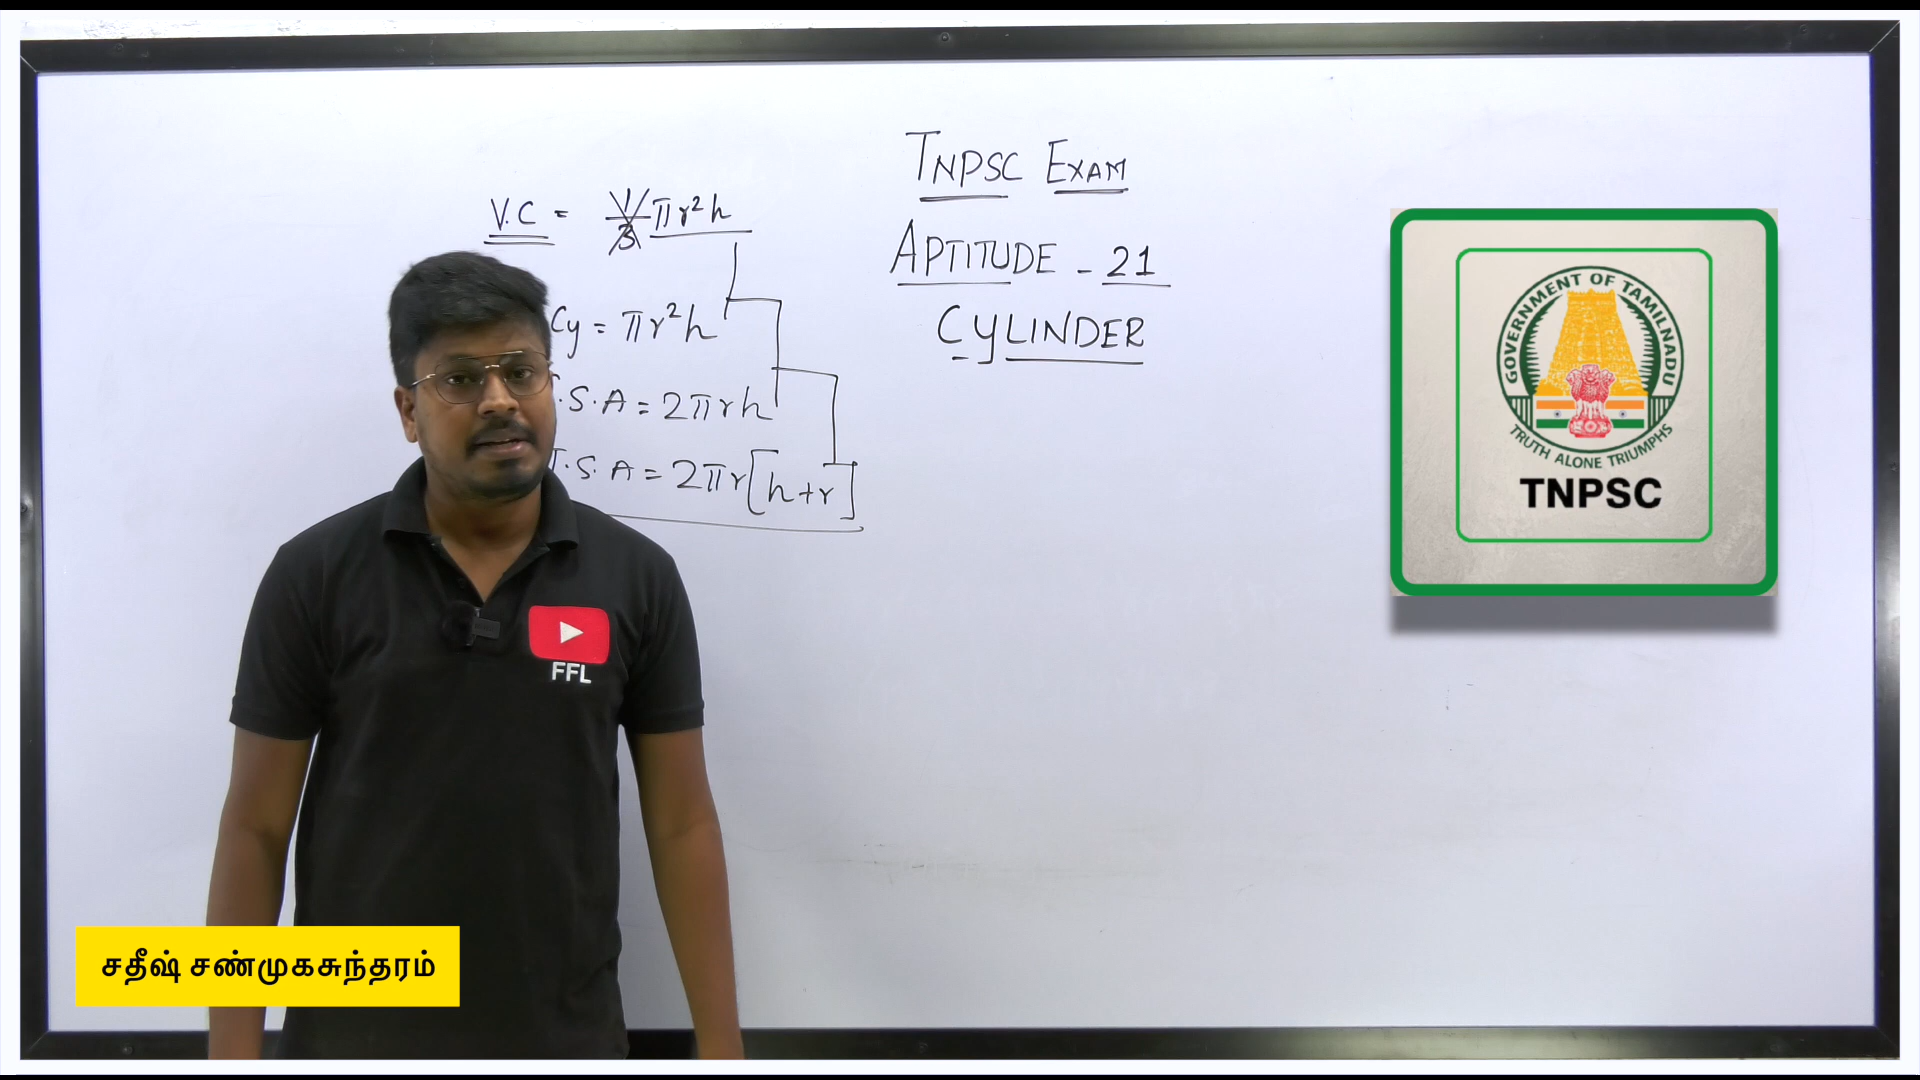 TNPSC EXAM
APTITUDE - 21
CYLINDER
V.C = 1/3 πr²h
Cy = πr²h
.S.A = 2πrh
T.S.A = 2πr[h+r]
GOVERNMENT OF TAMILNADU
TRUTH ALONE TRIUMPHS
TNPSC
FFL
சதீஷ் சண்முகசுந்தரம்